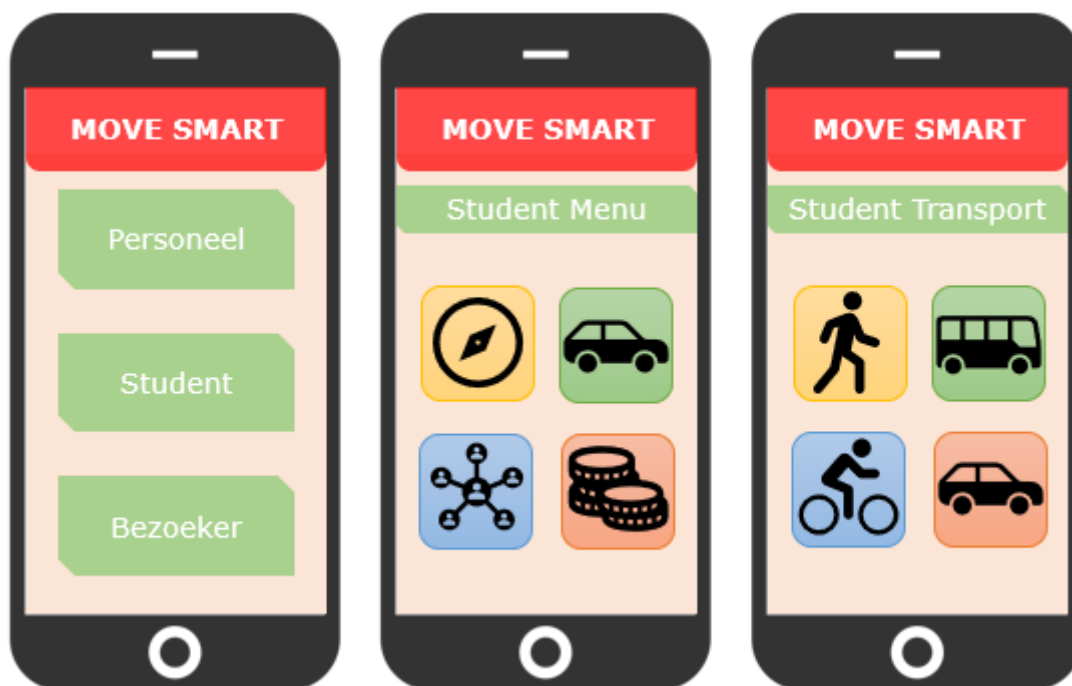 MOVE SMART
Personeel
Student
Bezoeker
MOVE SMART
Student Menu
MOVE SMART
Student Transport